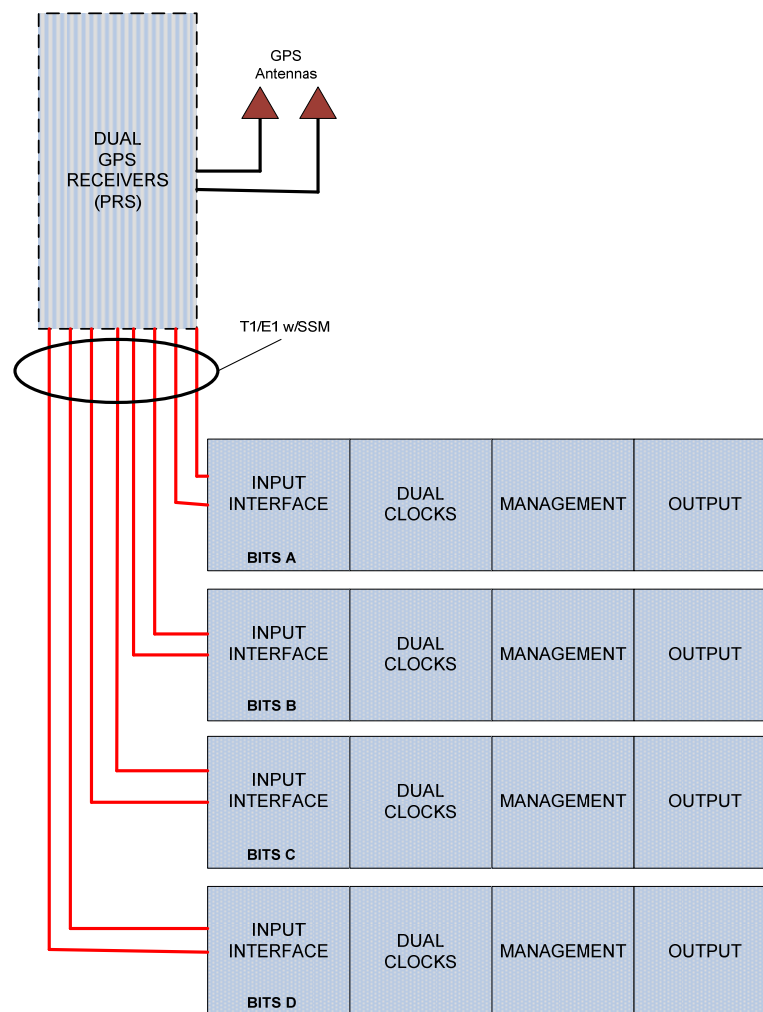 GPS
Antennas
DUAL
GPS
RECEIVERS
(PRS)
T1/E1 w/SSM
INPUT
INTERFACE
BITS A
DUAL
CLOCKS
MANAGEMENT
OUTPUT
INPUT
INTERFACE
BITS B
DUAL
CLOCKS
MANAGEMENT
OUTPUT
INPUT
INTERFACE
BITS C
DUAL
CLOCKS
MANAGEMENT
OUTPUT
INPUT
INTERFACE
BITS D
DUAL
CLOCKS
MANAGEMENT
OUTPUT